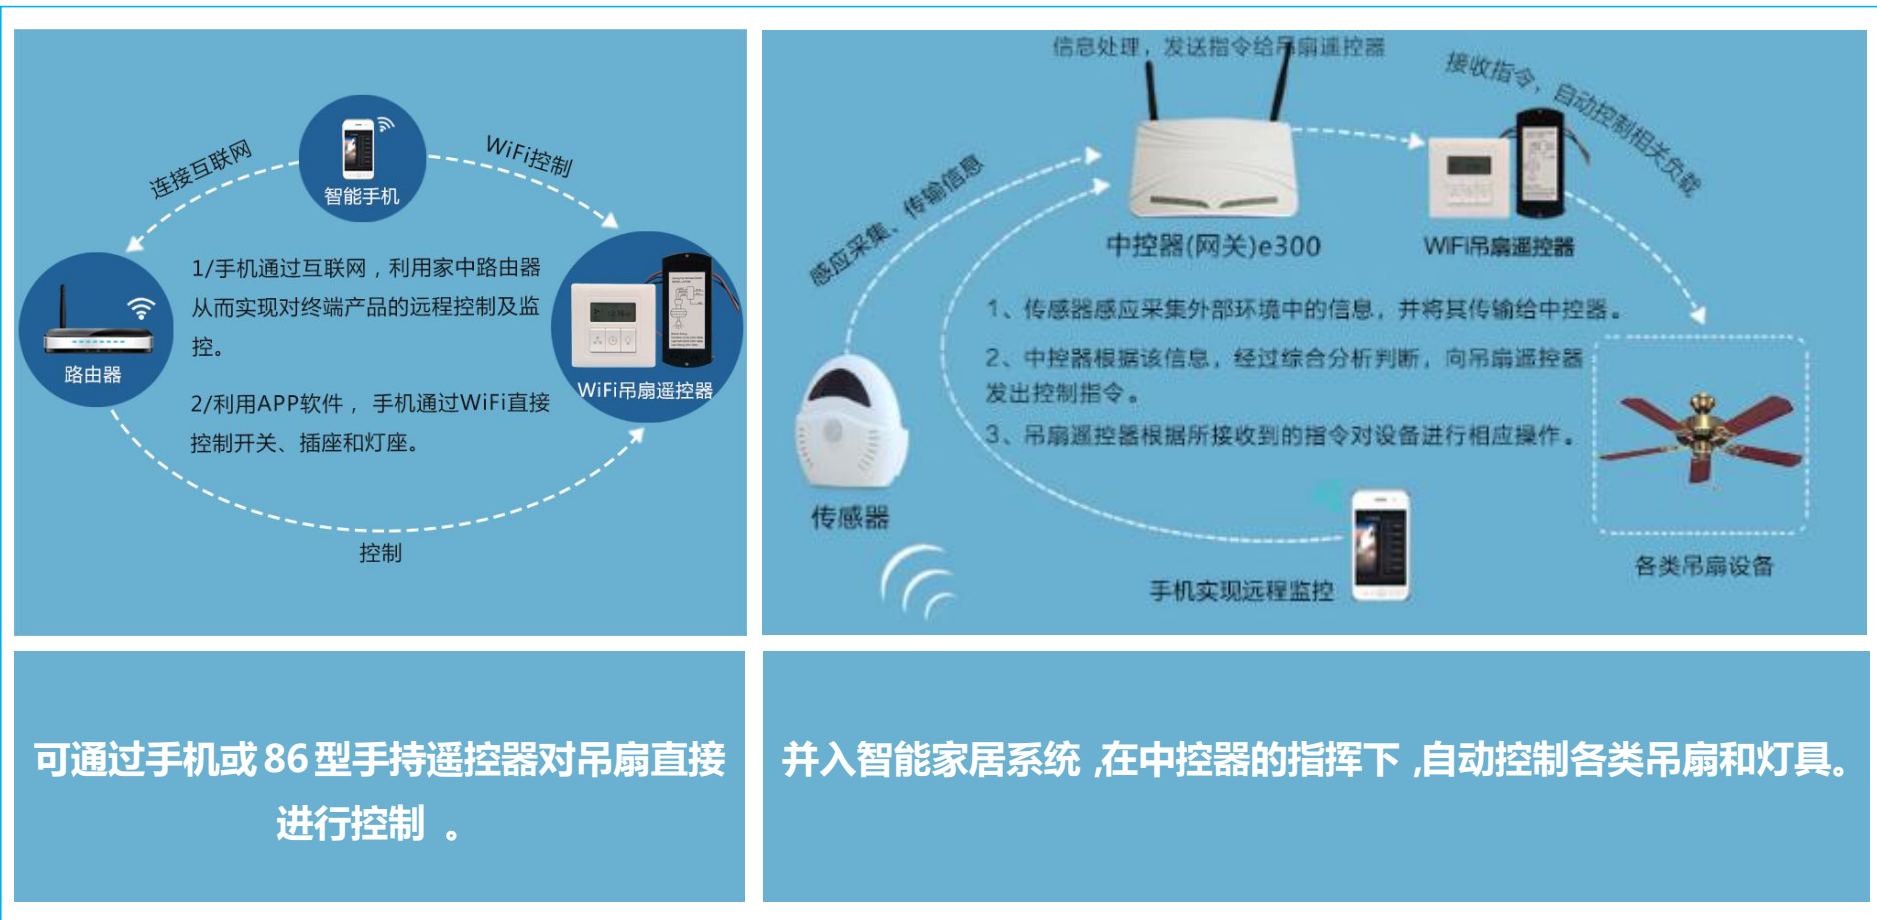 连接互联网
WiFi控制
智能手机
1/手机通过互联网，利用家中路由器
从而实现对终端产品的远程控制及监
控。
2/利用APP软件，手机通过WiFi直接
控制开关、插座和灯座。
路由器
WiFi吊扇遥控器
控制
信息处理，发送指令给吊扇遥控器
接收指令，自动控制相关负载
感应采集、传输信息
中控器(网关)e300
WiFi吊扇遥控器
1、传感器感应采集外部环境中的信息，并将其传输给中控器。
2、中控器根据该信息，经过综合分析判断，向吊扇遥控器
发出控制指令。
3、吊扇遥控器根据所接收到的指令对设备进行相应操作。
传感器
手机实现远程监控
各类吊扇设备
可通过手机或86型手持遥控器对吊扇直接
进行控制 。
并入智能家居系统 ,在中控器的指挥下 ,自动控制各类吊扇和灯具。